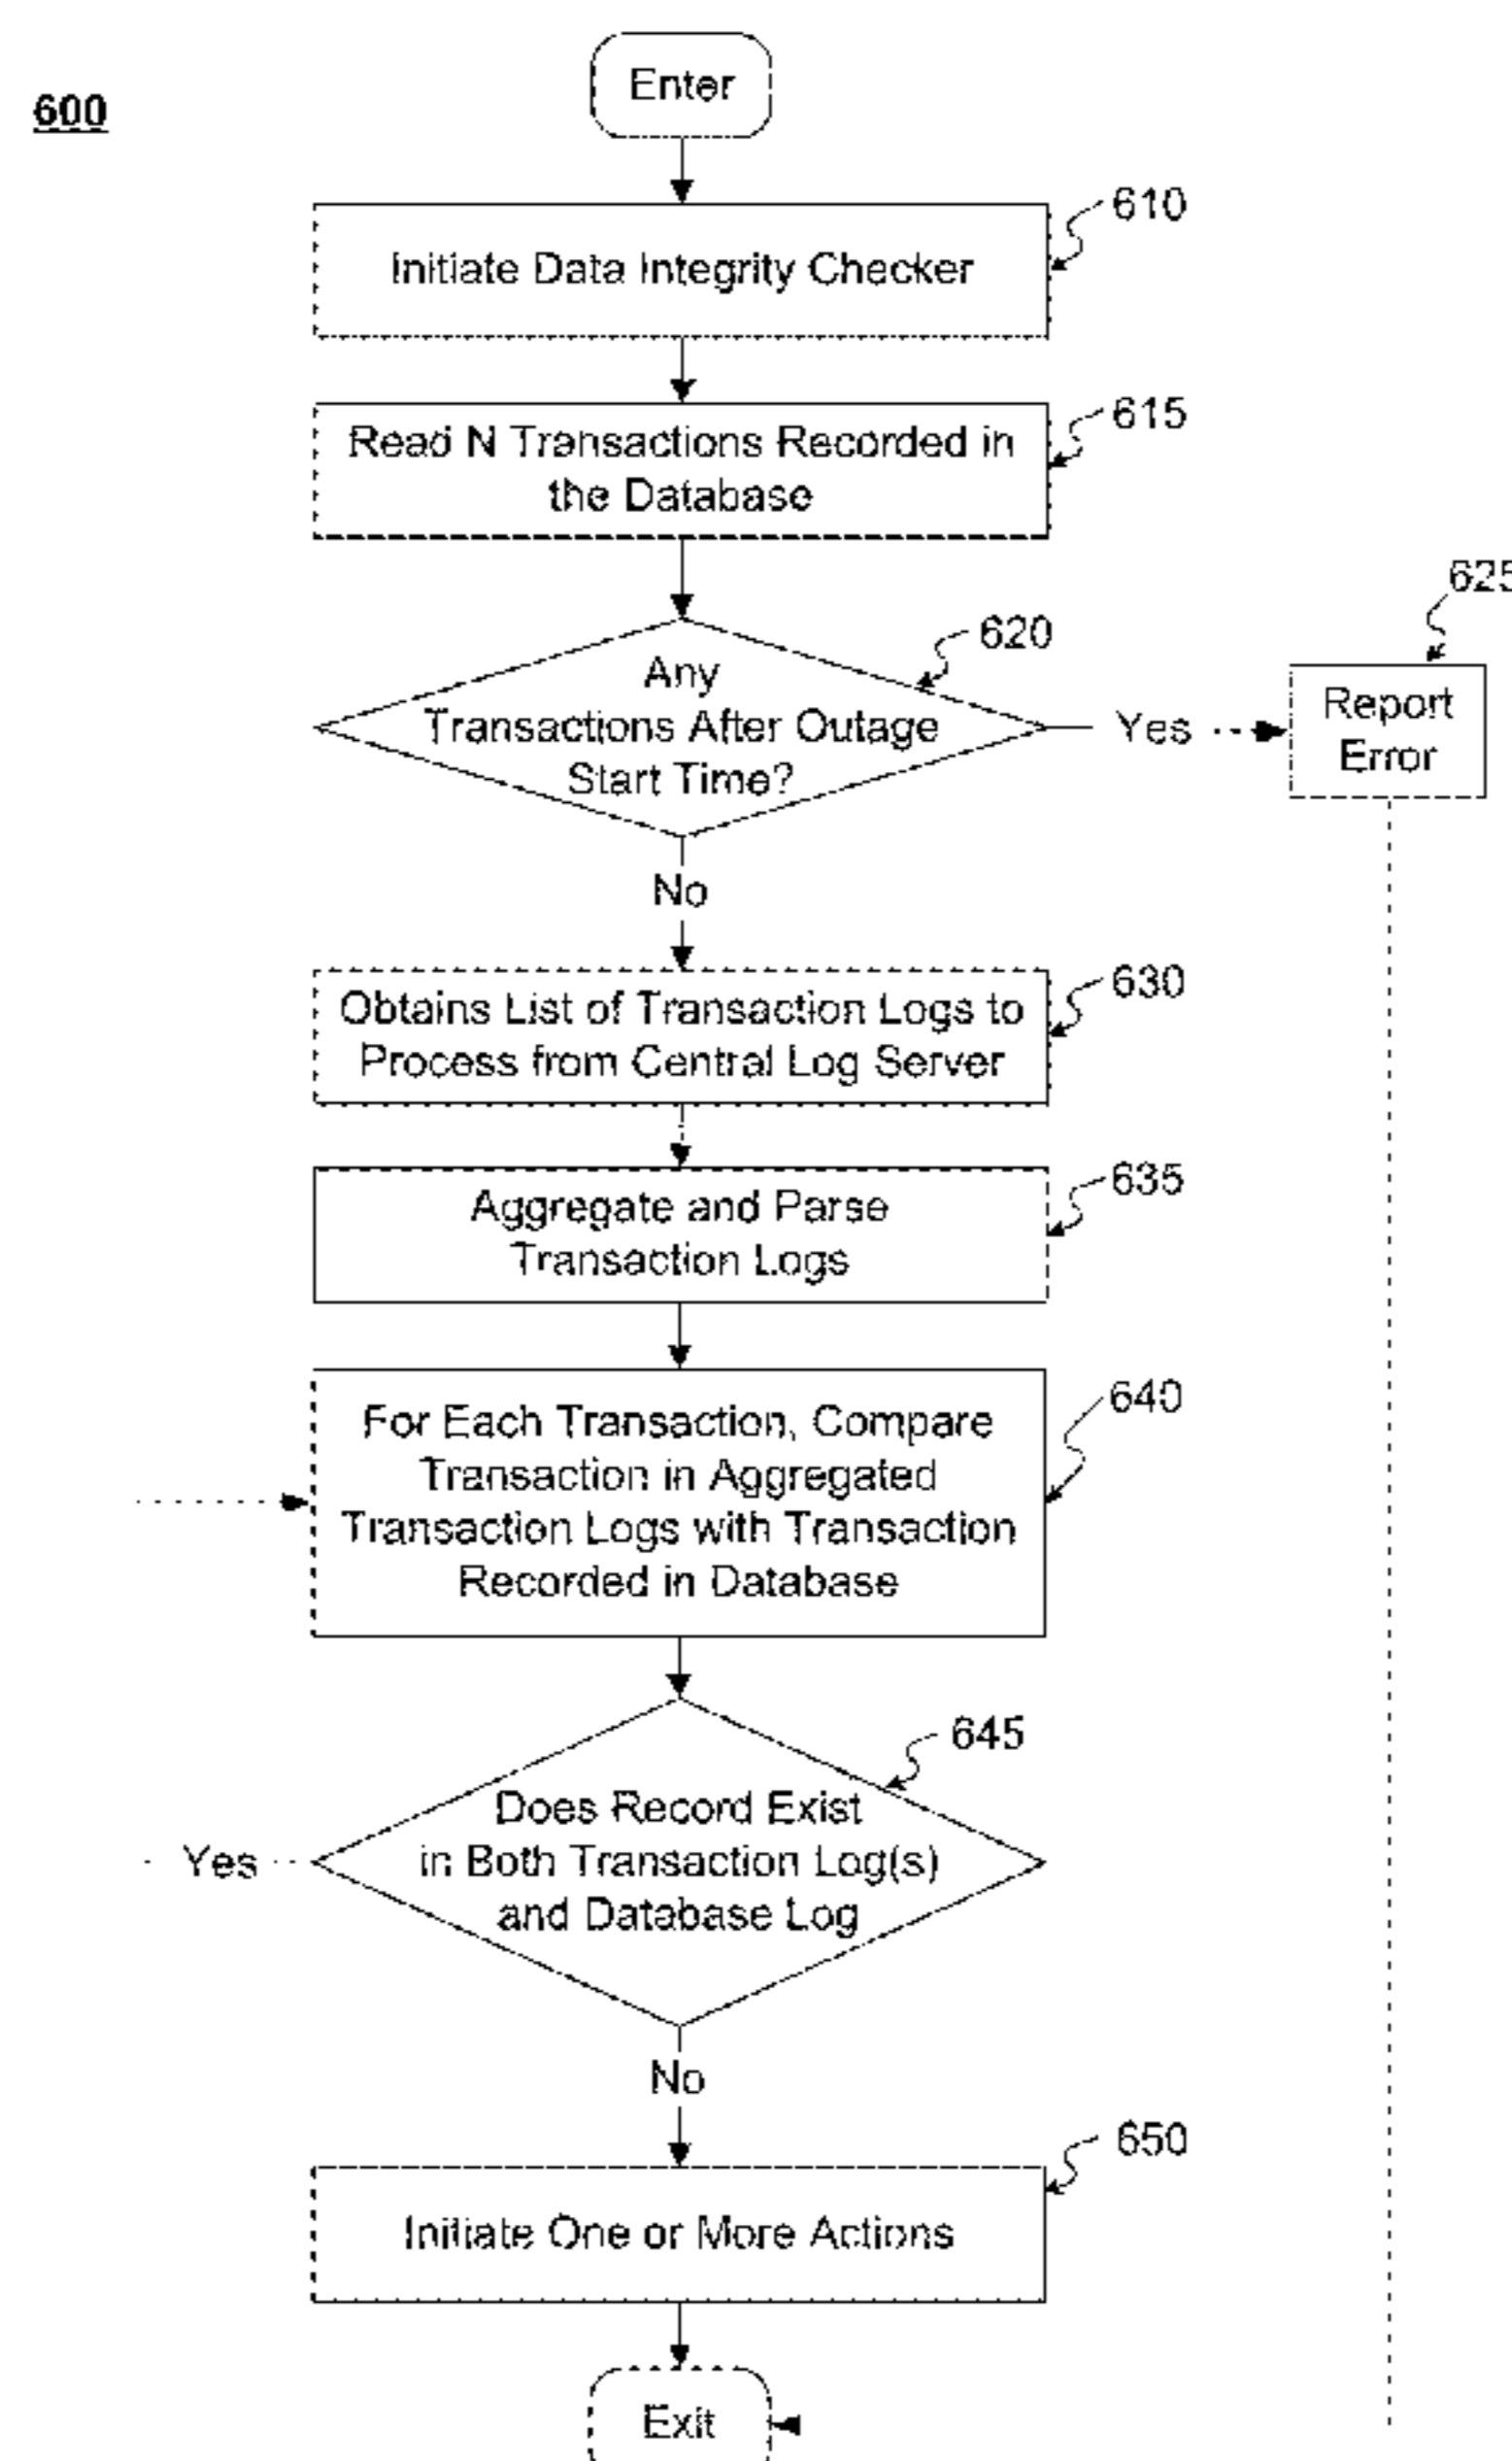 600
Enter
610
Initiate Data Integrity Checker
615
Read N Transactions Recorded in
the Database
620
Any
Transactions After Outage
Start Time?
Yes
625
Report
Error
No
630
Obtains List of Transaction Logs to
Process from Central Log Server
635
Aggregate and Parse
Transaction Logs
640
For Each Transaction, Compare
Transaction in Aggregated
Transaction Logs with Transaction
Recorded in Database
645
Does Record Exist
in Both Transaction Log(s)
and Database Log
Yes
No
650
Initiate One or More Actions
Exit